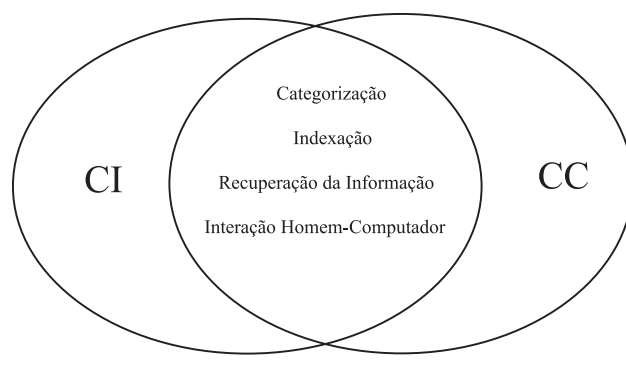 Categorização
Indexação
CI
CC
Recuperação da Informação
Interação Homem-Computador